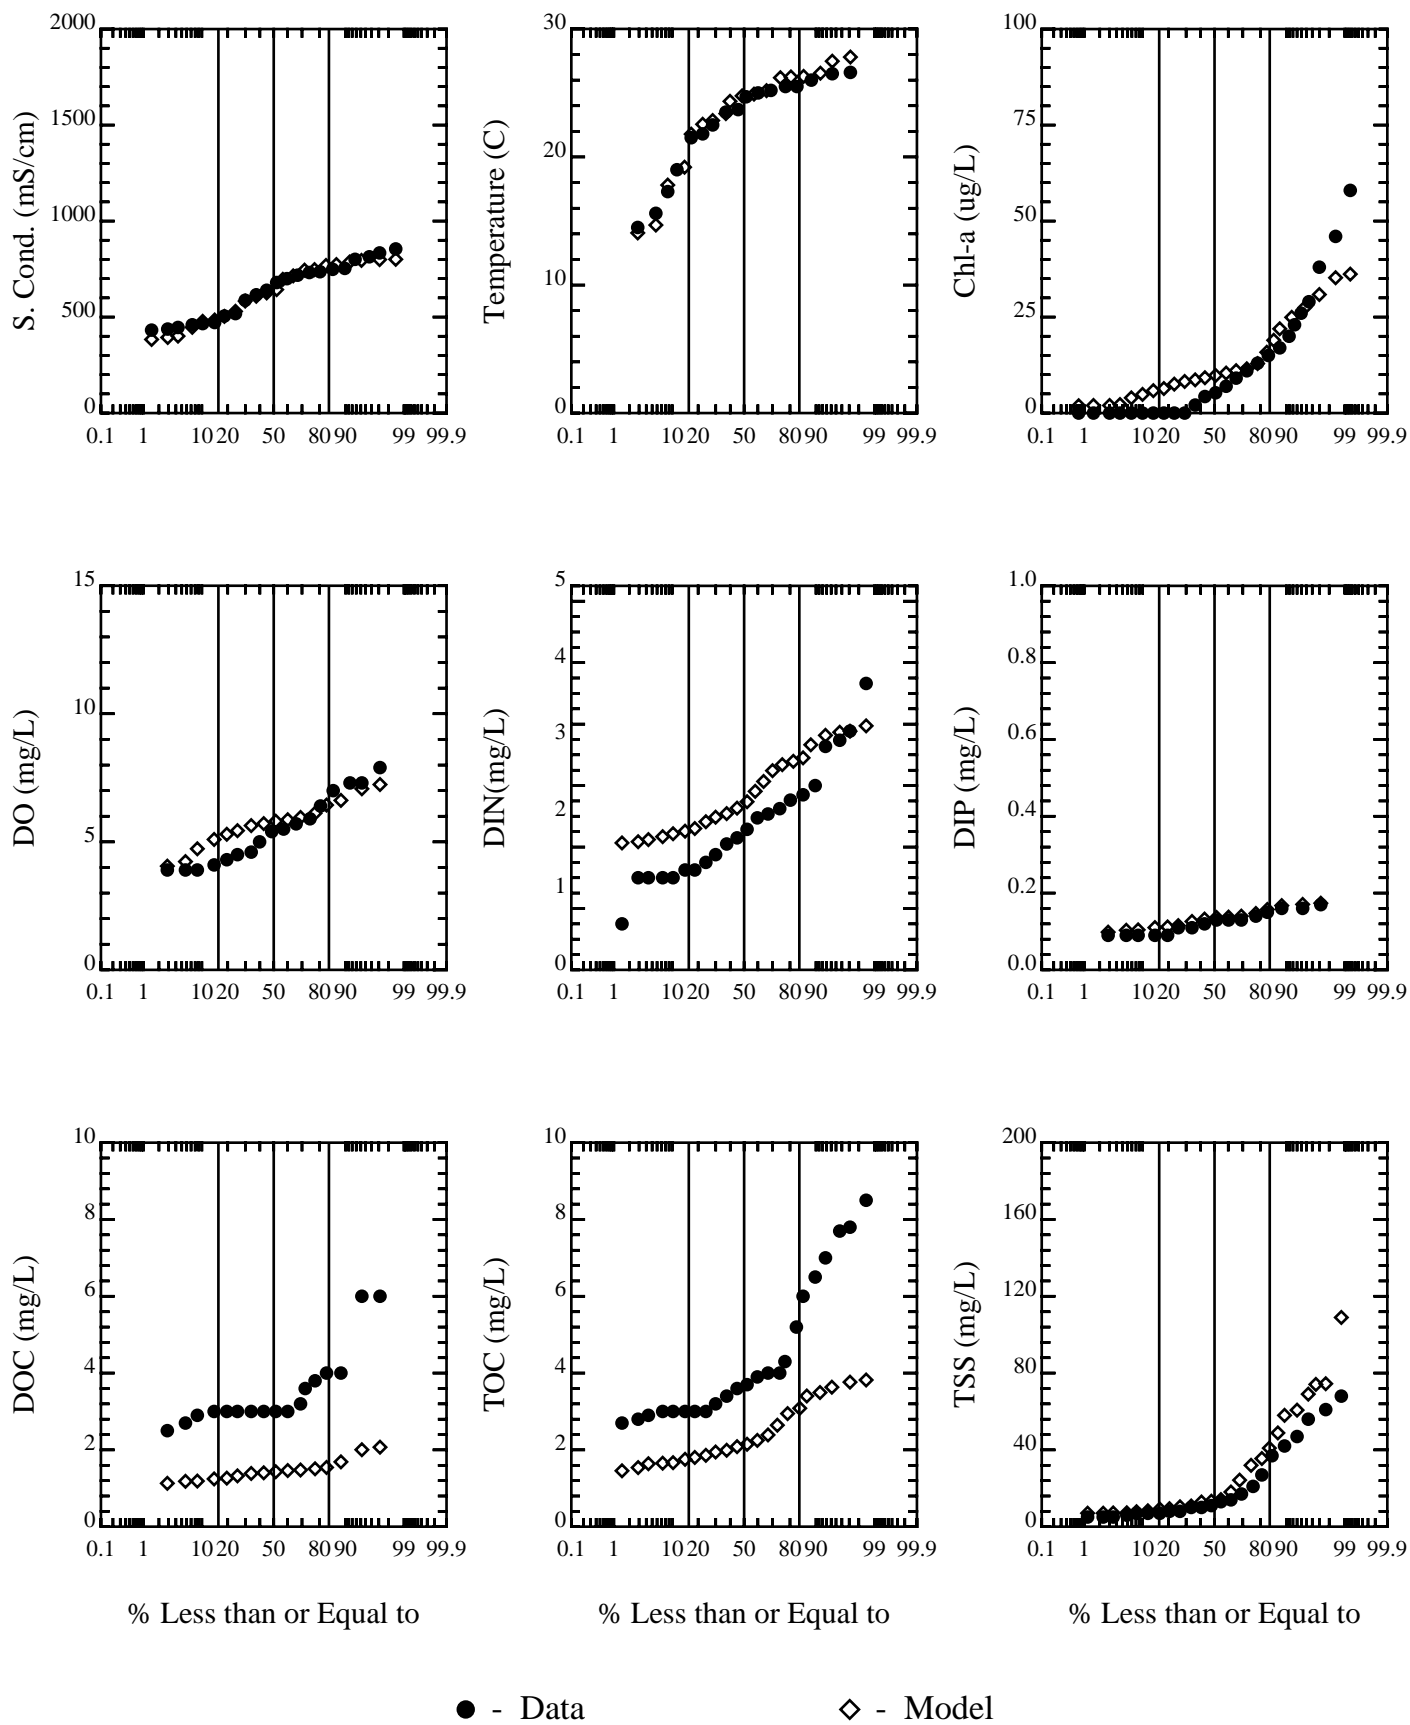 S. Cond. (mS/cm)
2000
1500
1000
500
0
0.1 1 10 20 50 80 90 99 99.9
Temperature (C)
30
20
10
0
0.1 1 10 20 50 80 90 99 99.9
Chl-a (ug/L)
100
75
50
25
0
0.1 1 10 20 50 80 90 99 99.9
DO (mg/L)
15
10
5
0
0.1 1 10 20 50 80 90 99 99.9
DIN(mg/L)
5
4
3
2
1
0
0.1 1 10 20 50 80 90 99 99.9
DIP (mg/L)
1.0
0.8
0.6
0.4
0.2
0.0
0.1 1 10 20 50 80 90 99 99.9
DOC (mg/L)
10
8
6
4
2
0
0.1 1 10 20 50 80 90 99 99.9
% Less than or Equal to
TOC (mg/L)
10
8
6
4
2
0
0.1 1 10 20 50 80 90 99 99.9
% Less than or Equal to
TSS (mg/L)
200
160
120
80
40
0
0.1 1 10 20 50 80 90 99 99.9
% Less than or Equal to
- Data
- Model